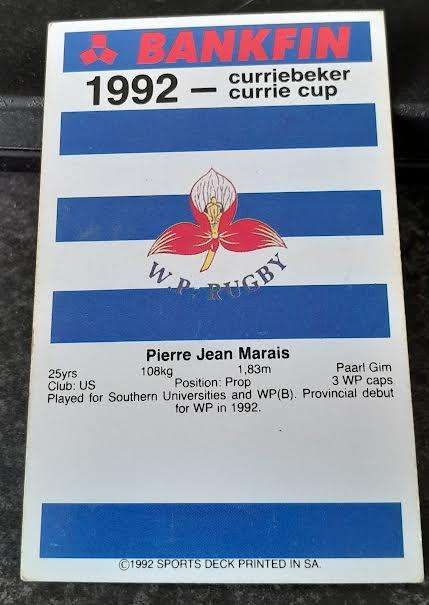 BANKFIN
1992 – curriebeker
currie cup
W.P. RUGBY
Pierre Jean Marais
25yrs 108kg 1,83m Paarl Gim
Club: US Position: Prop 3 WP caps
Played for Southern Universities and WP(B). Provincial debut
for WP in 1992.
©1992 SPORTS DECK PRINTED IN SA.